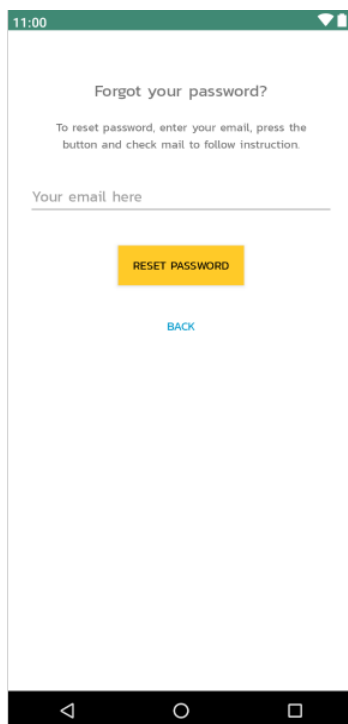 11:00
Forgot your password?
To reset password, enter your email, press the
button and check mail to follow instruction.
Your email here
RESET PASSWORD
BACK